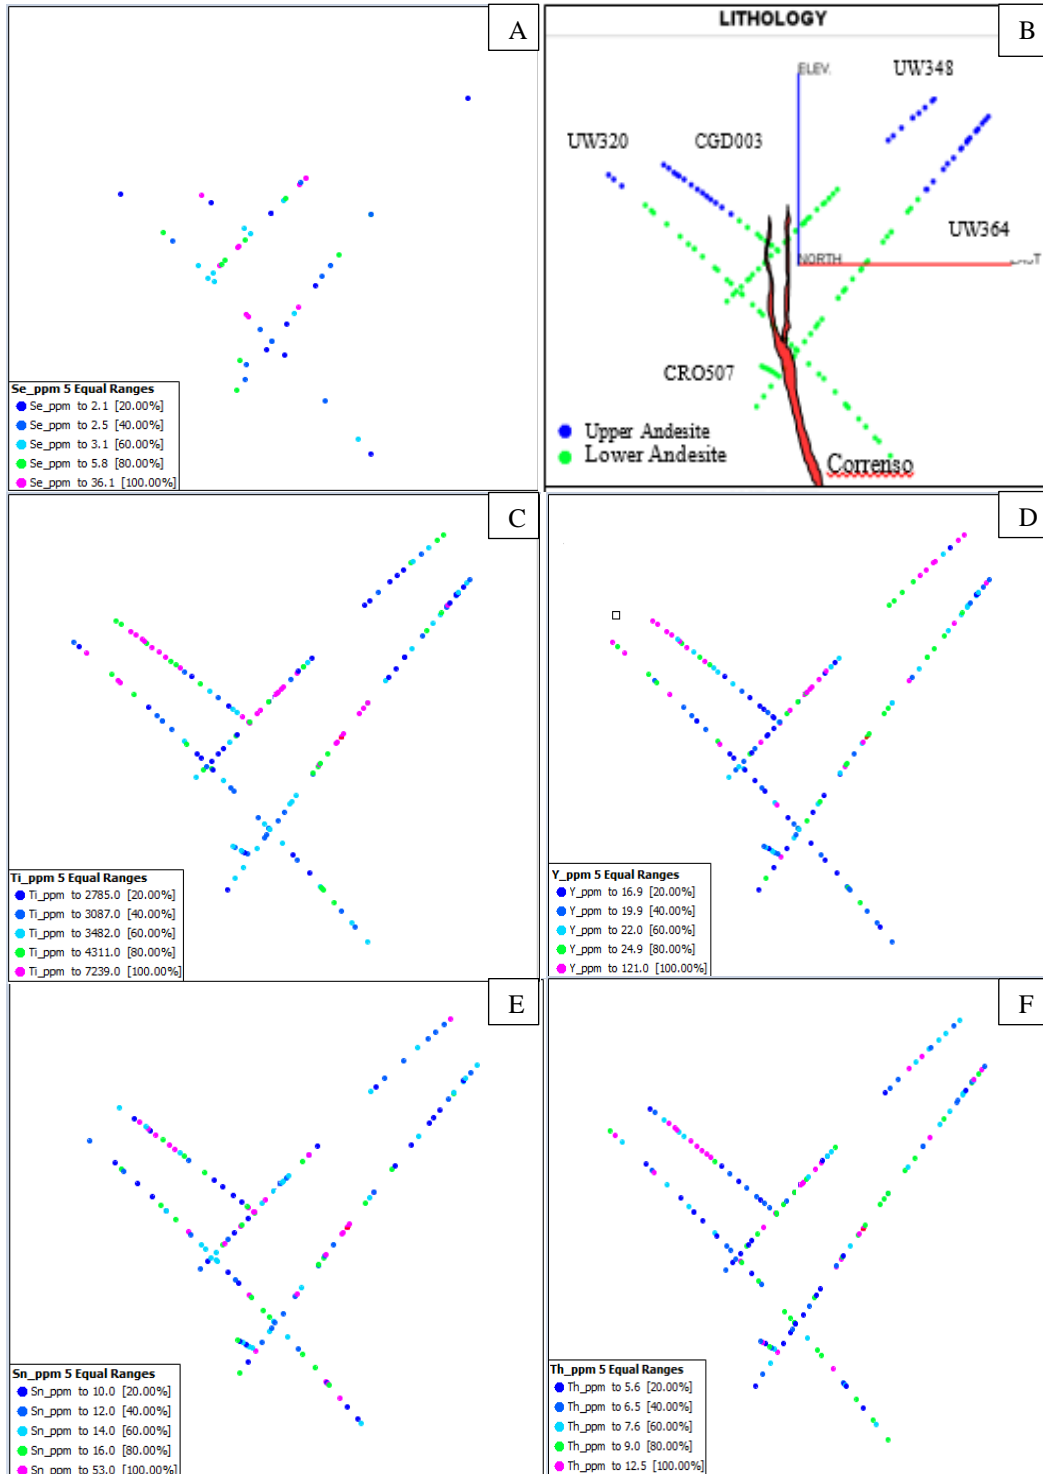 A
Se_ppm 5 Equal Ranges
Se_ppm to 2.1 [20.00%]
Se_ppm to 2.5 [40.00%]
Se_ppm to 3.1 [60.00%]
Se_ppm to 5.8 [80.00%]
Se_ppm to 36.1 [100.00%]
LITHOLOGY
B
ELEV.
UW348
UW320
CGD003
UW364
NORTH
CRO507
Upper Andesite
Lower Andesite
Correnso
C
Ti_ppm 5 Equal Ranges
Ti_ppm to 2785.0 [20.00%]
Ti_ppm to 3087.0 [40.00%]
Ti_ppm to 3482.0 [60.00%]
Ti_ppm to 4311.0 [80.00%]
Ti_ppm to 7239.0 [100.00%]
D
Y_ppm 5 Equal Ranges
Y_ppm to 16.9 [20.00%]
Y_ppm to 19.9 [40.00%]
Y_ppm to 22.0 [60.00%]
Y_ppm to 24.9 [80.00%]
Y_ppm to 121.0 [100.00%]
E
Sn_ppm 5 Equal Ranges
Sn_ppm to 10.0 [20.00%]
Sn_ppm to 12.0 [40.00%]
Sn_ppm to 14.0 [60.00%]
Sn_ppm to 16.0 [80.00%]
Sn_ppm to 53.0 [100.00%]
F
Th_ppm 5 Equal Ranges
Th_ppm to 5.6 [20.00%]
Th_ppm to 6.5 [40.00%]
Th_ppm to 7.6 [60.00%]
Th_ppm to 9.0 [80.00%]
Th_ppm to 12.5 [100.00%]